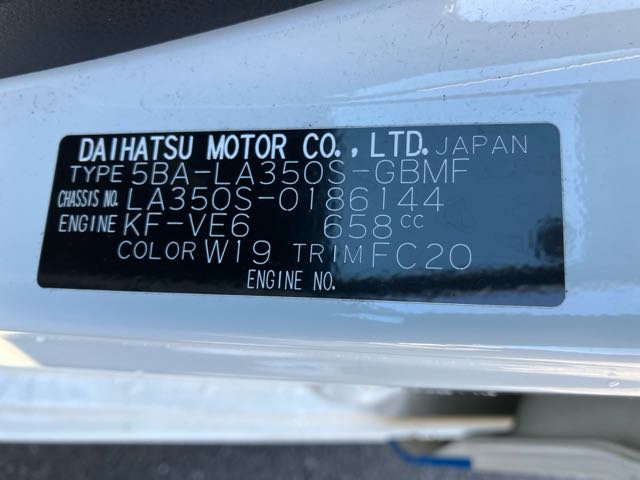 DAIHATSU MOTOR CO., LTD. JAPAN
TYPE 5BA-LA350S-GBMF
CHASSIS NO. LA350S-0186144
ENGINE KF-VE6 658cc
COLOR W19 TRIM FC20
ENGINE NO.